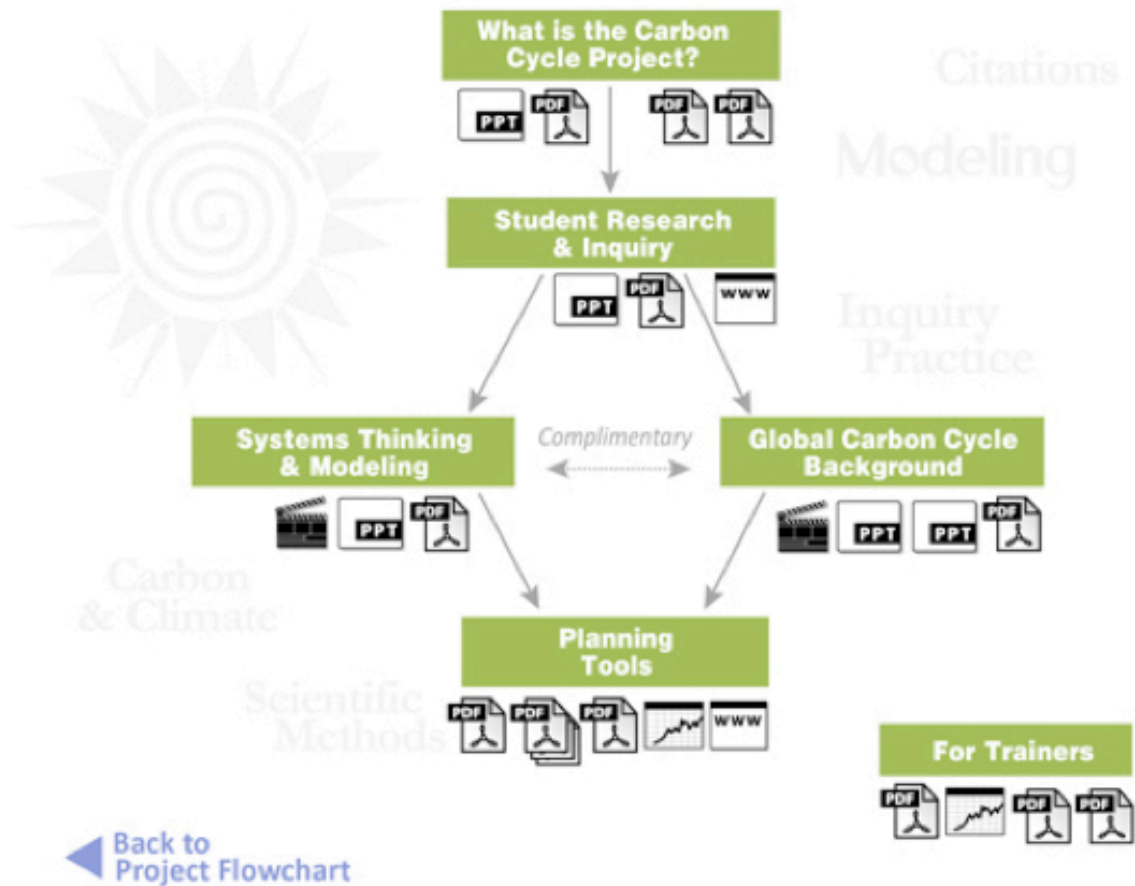 What is the Carbon
Cycle Project?
Citations
PPT PDF PDF PDF
Modeling
Student Research
& Inquiry
PPT PDF WWW
Inquiry
Practice
Systems Thinking
& Modeling
Complimentary
Global Carbon Cycle
Background
PPT PDF
PPT PPT PDF
Carbon
& Climate
Planning
Tools
Scientific
Methods
PDF PDF PDF WWW
For Trainers
PDF PDF PDF
Back to
Project Flowchart